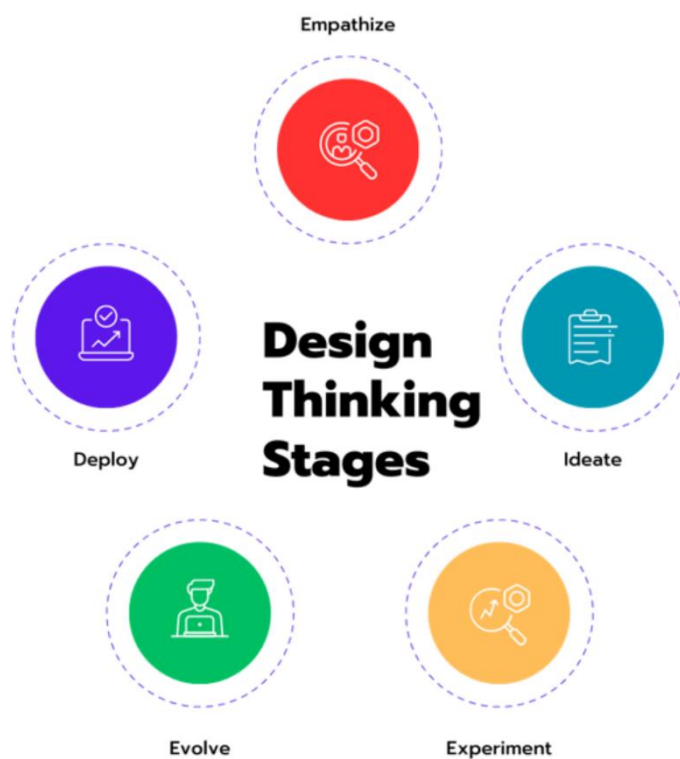 Empathize
Design
Thinking
Stages
Deploy
Ideate
Evolve
Experiment